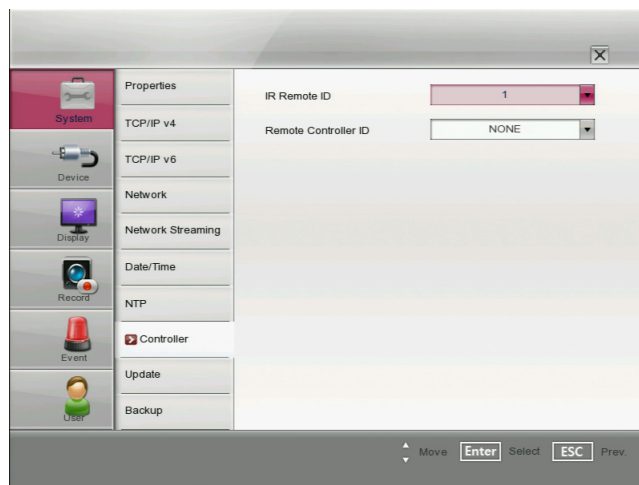 System
Device
Display
Record
Event
User
Properties
TCP/IP v4
TCP/IP v6
Network
Network Streaming
Date/Time
NTP
Controller
Update
Backup
IR Remote ID 1
Remote Controller ID NONE
Move Enter Select ESC Prev.